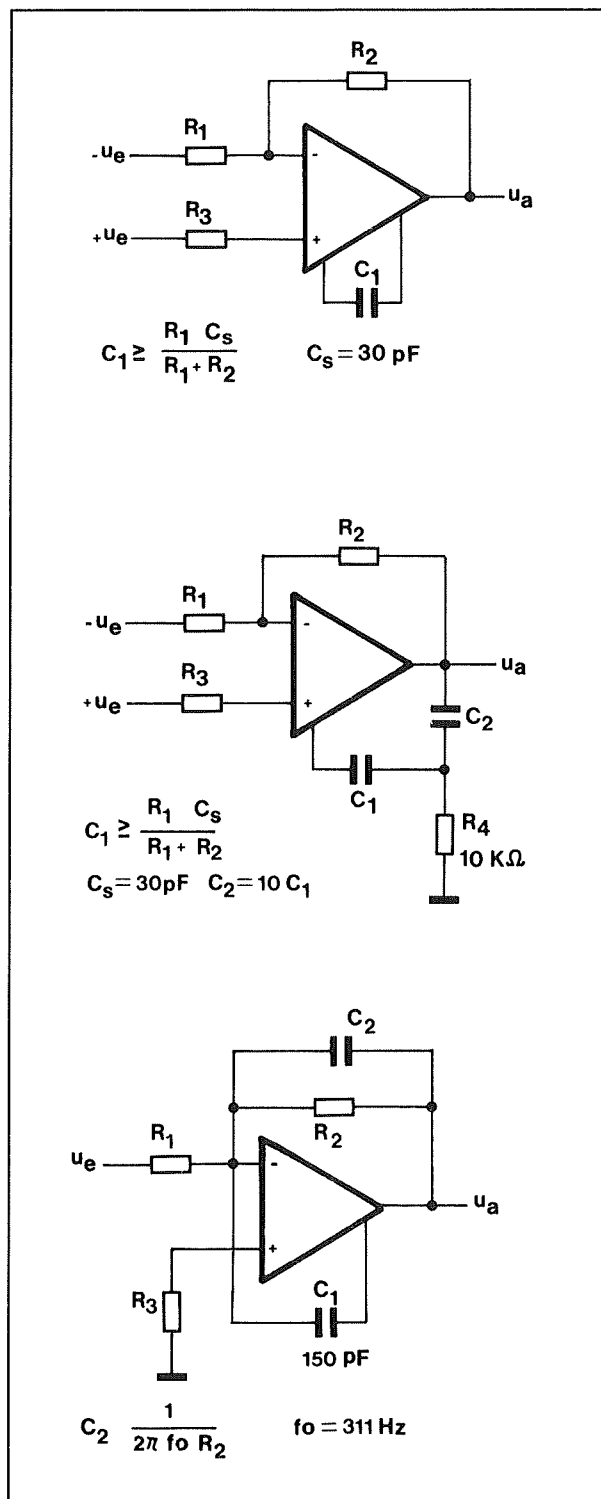 R2
R1
-ue
-
ua
R3
+ue
+
C1
C1 ≥ R1 Cs / R1 + R2
Cs = 30 pF
R2
R1
-ue
-
ua
R3
+ue
+
C2
C1
R4
10 KΩ
C1 ≥ R1 Cs / R1 + R2
Cs = 30pF C2 = 10 C1
C2
R2
R1
ue
-
ua
+
R3
C1
150 pF
C2 1 / 2π fo R2
fo = 311 Hz